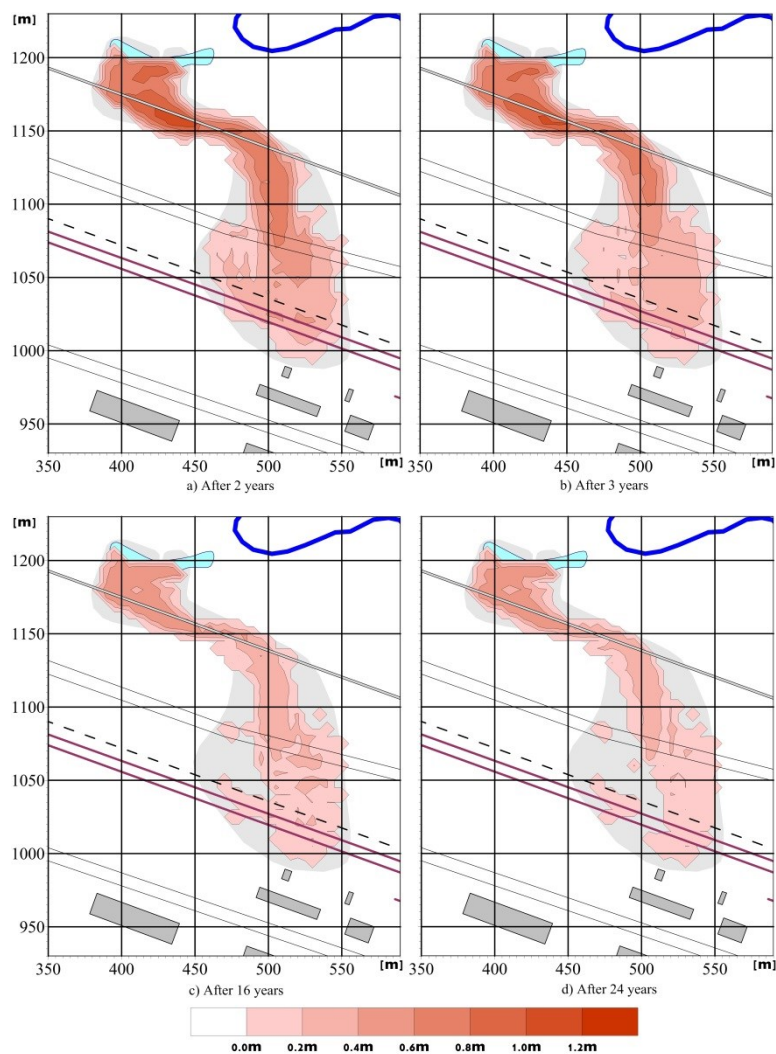 [m]
1200
1150
1100
1050
1000
950
350 400 450 500 550 [m]
a) After 2 years
350 400 450 500 550 [m]
b) After 3 years
[m]
1200
1150
1100
1050
1000
950
350 400 450 500 550 [m]
c) After 16 years
350 400 450 500 550 [m]
d) After 24 years
0.0m 0.2m 0.4m 0.6m 0.8m 1.0m 1.2m